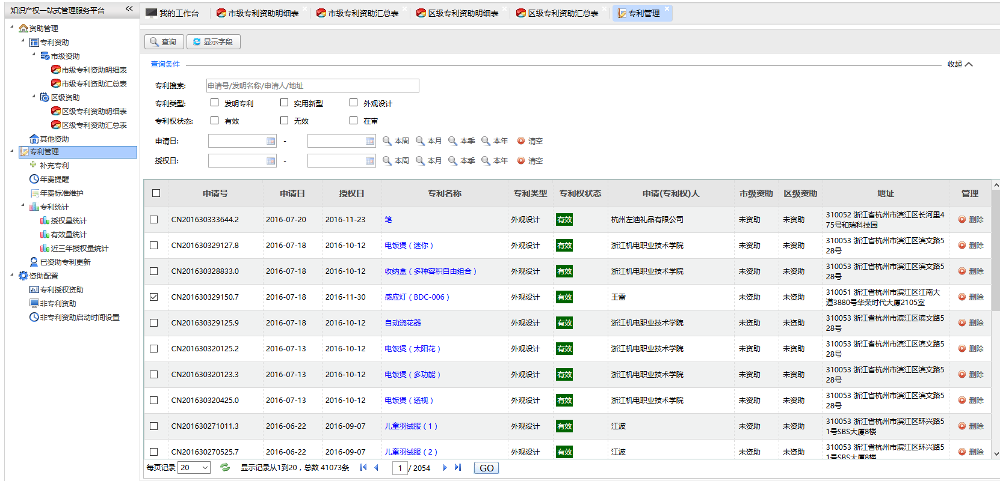 知识产权一站式管理服务平台
资助管理
专利资助
市级资助
市级专利资助明细表
市级专利资助汇总表
区级资助
区级专利资助明细表
区级专利资助汇总表
其他资助
专利管理
补充专利
年费提醒
年费标准维护
专利统计
授权量统计
有效量统计
近三年授权量统计
已资助专利更新
资助配置
专利授权资助
非专利资助
非专利资助启动时间设置
我的工作台 市级专利资助明细表 市级专利资助汇总表 区级专利资助明细表 区级专利资助汇总表 专利管理
查询 显示字段
查询条件 收起
专利搜索: 申请号/发明名称/申请人/地址
专利类型: 发明专利 实用新型 外观设计
专利权状态: 有效 无效 在审
申请日: - 本周 本月 本季 本年 清空
授权日: - 本周 本月 本季 本年 清空
申请号 申请日 授权日 专利名称 专利类型 专利权状态 申请(专利权)人 市级资助 区级资助 地址 管理
CN201630333644.2 2016-07-20 2016-11-23 笔 外观设计 有效 杭州左迪礼品有限公司 未资助 未资助 310052 浙江省杭州市滨江区长河里4
75号和瑞科技园 删除
CN201630329127.8 2016-07-18 2016-10-12 电饭煲（迷你） 外观设计 有效 浙江机电职业技术学院 未资助 未资助 310053 浙江省杭州市滨江区滨文路5
28号 删除
CN201630328833.0 2016-07-18 2016-10-12 收纳盒（多种容积自由组合） 外观设计 有效 浙江机电职业技术学院 未资助 未资助 310053 浙江省杭州市滨江区滨文路5
28号 删除
CN201630329150.7 2016-07-18 2016-11-30 感应灯（BDC-006） 外观设计 有效 王雷 未资助 未资助 310051 浙江省杭州市滨江区江南大
道3880号华荣时代大厦2105室 删除
CN201630329125.9 2016-07-18 2016-10-12 自动浇花器 外观设计 有效 浙江机电职业技术学院 未资助 未资助 310053 浙江省杭州市滨江区滨文路5
28号 删除
CN201630320125.2 2016-07-13 2016-10-12 电饭煲（太阳花） 外观设计 有效 浙江机电职业技术学院 未资助 未资助 310053 浙江省杭州市滨江区滨文路5
28号 删除
CN201630320123.3 2016-07-13 2016-10-12 电饭煲（多功能） 外观设计 有效 浙江机电职业技术学院 未资助 未资助 310053 浙江省杭州市滨江区滨文路5
28号 删除
CN201630320425.0 2016-07-13 2016-10-12 电饭煲（透视） 外观设计 有效 浙江机电职业技术学院 未资助 未资助 310053 浙江省杭州市滨江区滨文路5
28号 删除
CN201630271011.3 2016-06-22 2016-09-07 儿童羽绒服（1） 外观设计 有效 江波 未资助 未资助 310053 浙江省杭州市滨江区环兴路5
1号SBS大厦8楼 删除
CN201630270525.7 2016-06-22 2016-09-07 儿童羽绒服（2） 外观设计 有效 江波 未资助 未资助 310053 浙江省杭州市滨江区环兴路5
1号SBS大厦8楼 删除
每页记录 20 显示记录从1到20，总数 41073条 1 / 2054 GO